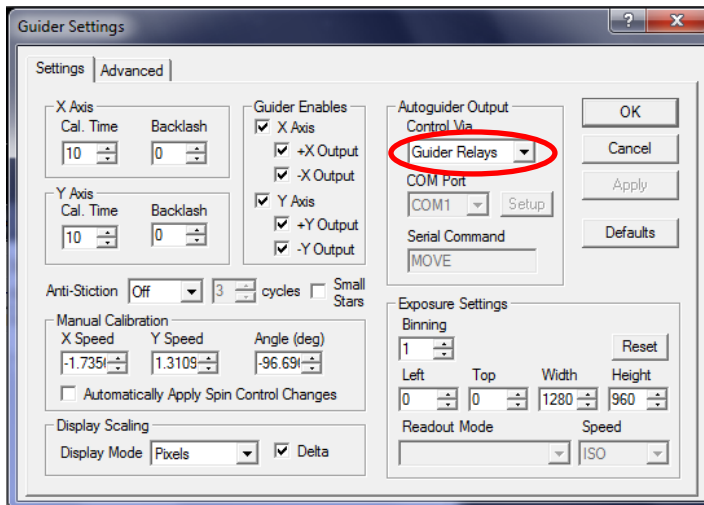 Guider Settings
Settings
Advanced
X Axis
Cal. Time
Backlash
10
0
Y Axis
Cal. Time
Backlash
10
0
Guider Enables
X Axis
+X Output
-X Output
Y Axis
+Y Output
-Y Output
Autoguider Output
Control Via
Guider Relays
COM Port
COM1
Setup
Serial Command
MOVE
OK
Cancel
Apply
Defaults
Anti-Stiction
Off
3
cycles
Small
Stars
Manual Calibration
X Speed
Y Speed
Angle (deg)
1.3109
Automatically Apply Spin Control Changes
Display Scaling
Display Mode
Pixels
Delta
Exposure Settings
Binning
1
Reset
Left
Top
Width
Height
0
0
1280
960
Readout Mode
Speed
ISO